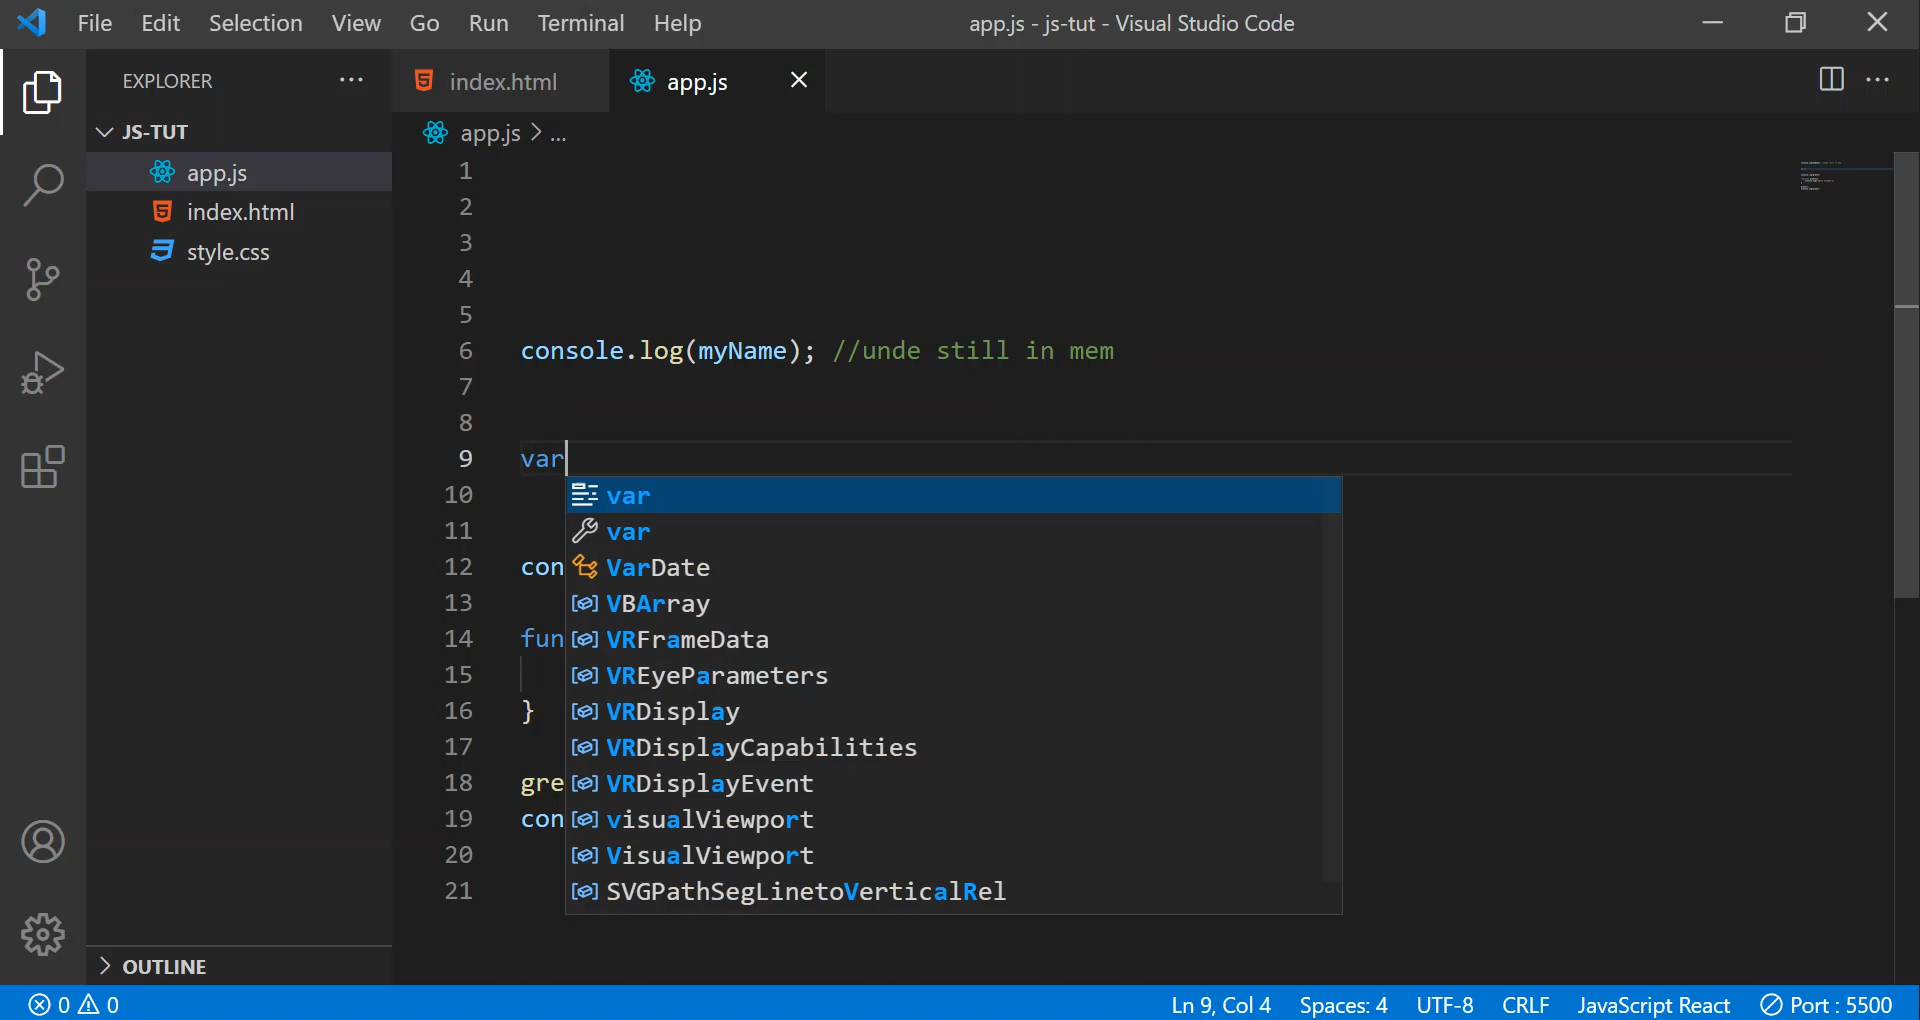 File Edit Selection View Go Run Terminal Help app.js - js-tut - Visual Studio Code
EXPLORER
JS-TUT
app.js
index.html
style.css
OUTLINE
index.html app.js
app.js > ...
1
2
3
4
5
6 console.log(myName); //unde still in mem
7
8
9 var
10
11
12 con
13
14 fun
15
16 }
17
18 gre
19 con
20
21
var
var
VarDate
VBArray
VRFrameData
VREyeParameters
VRDisplay
VRDisplayCapabilities
VRDisplayEvent
visualViewport
VisualViewport
SVGPathSegLinetoVerticalRel
0 0 Ln 9, Col 4 Spaces: 4 UTF-8 CRLF JavaScript React Port : 5500